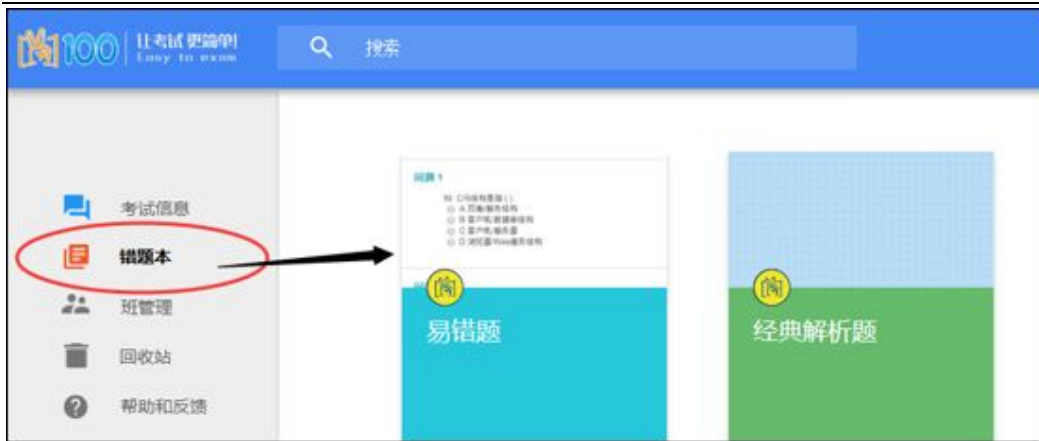 100 让考试更简单!
Easy to exam
搜索
考试信息
错题本
班管理
回收站
帮助和反馈
问题 1
易错题
经典解析题